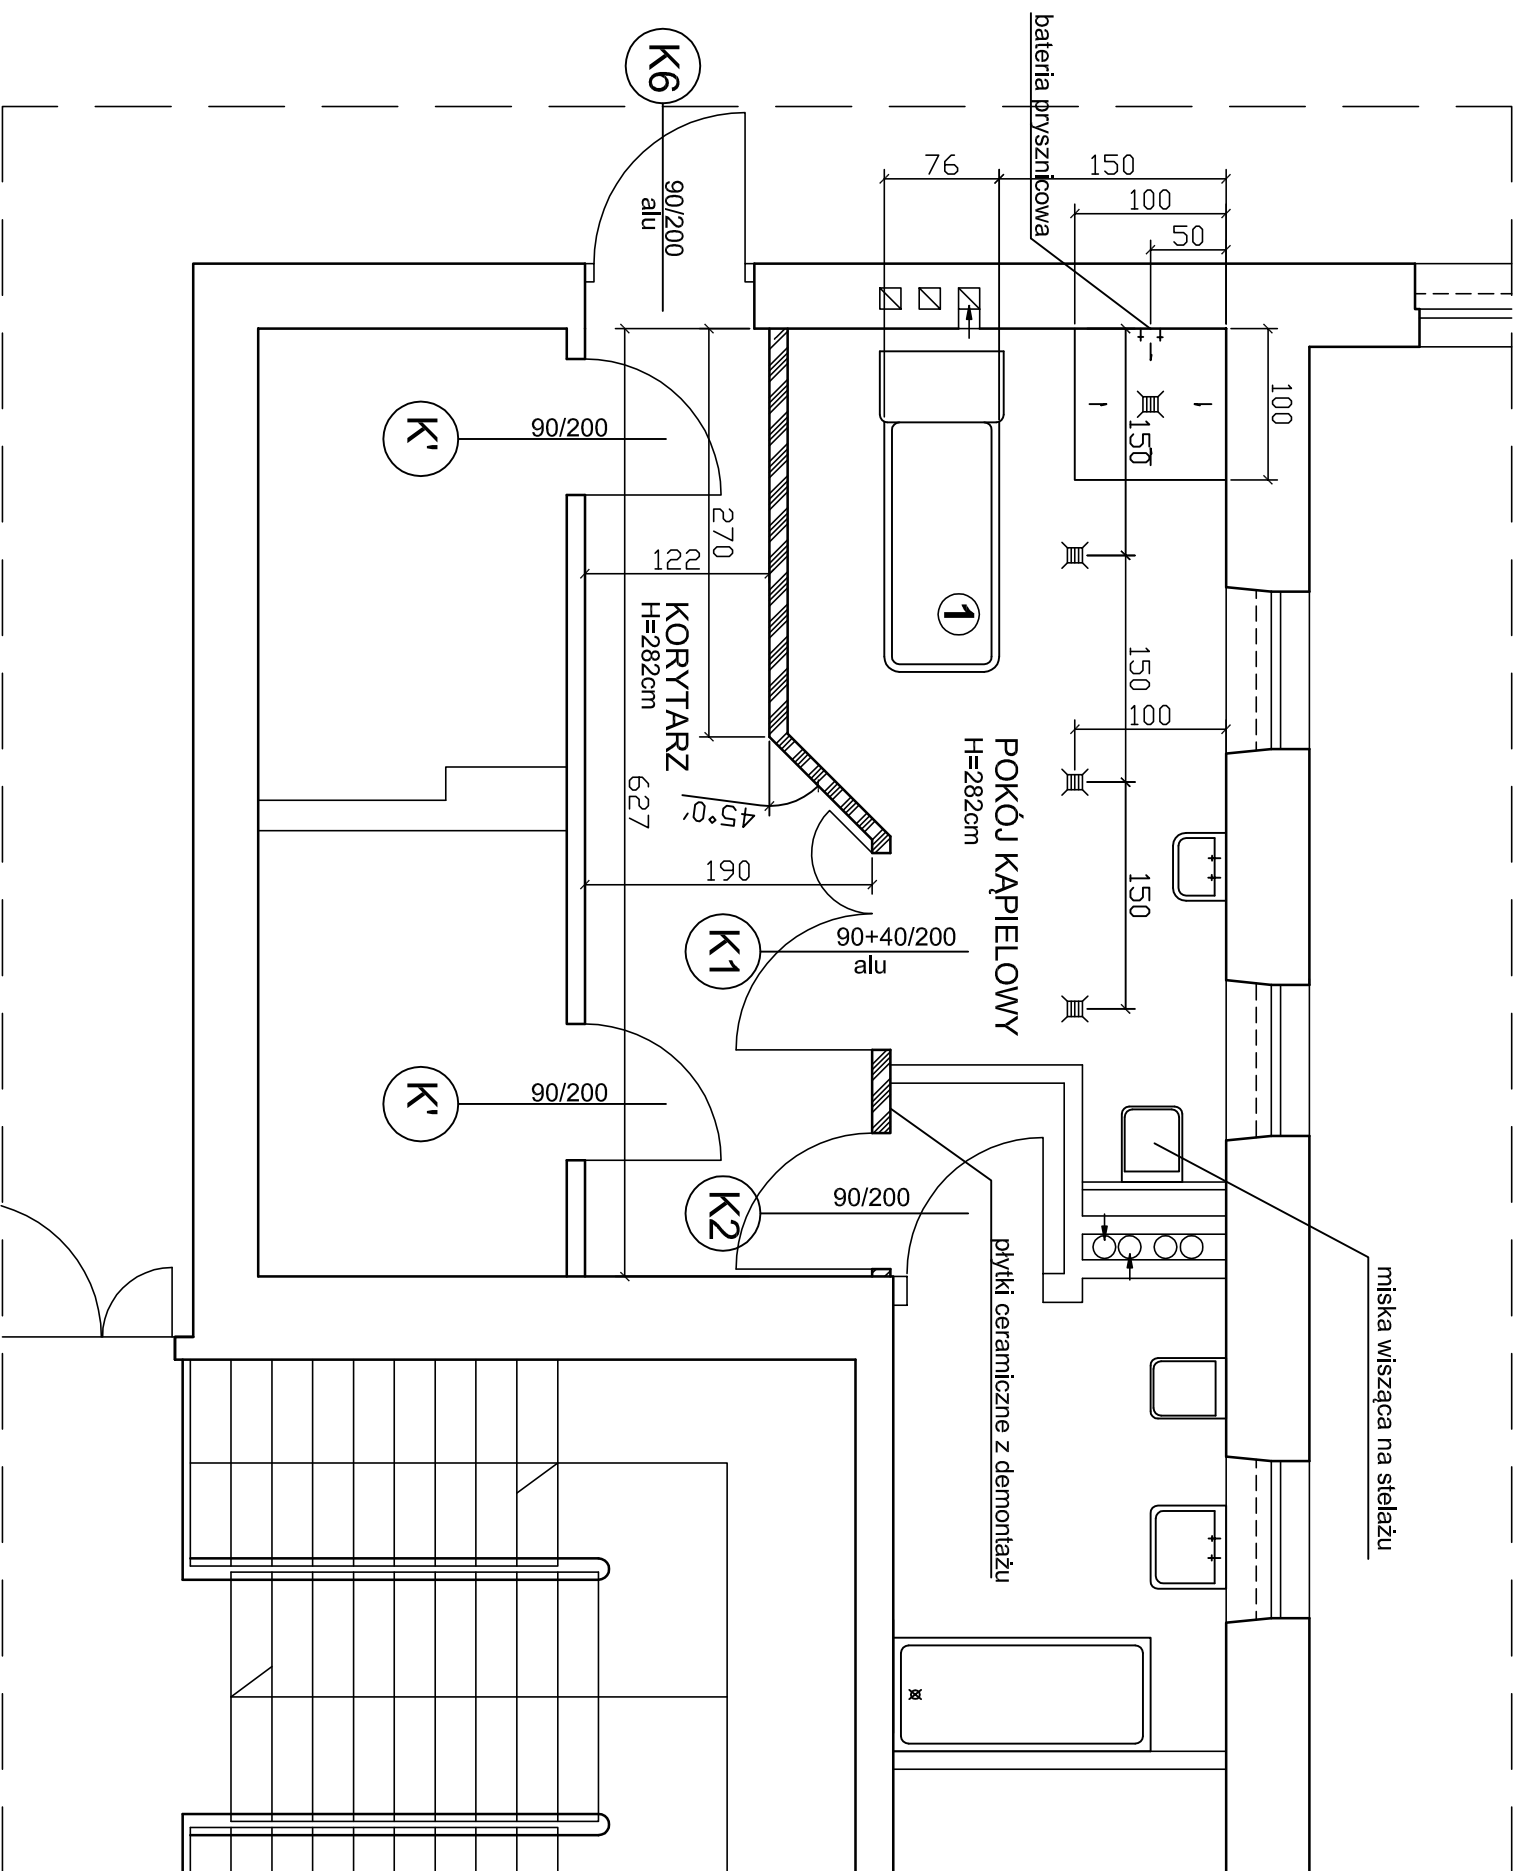 bateria prysznicowa
K6
90/200
alu
76
150
100
50
100
150
K'
90/200
270
122
KORYTARZ
H=282cm
1
150
100
POKÓJ KĄPIELOWY
H=282cm
627
45°0'
190
150
K1
90+40/200
alu
K'
90/200
K2
90/200
płytki ceramiczne z demontażu
miska wisząca na stelażu